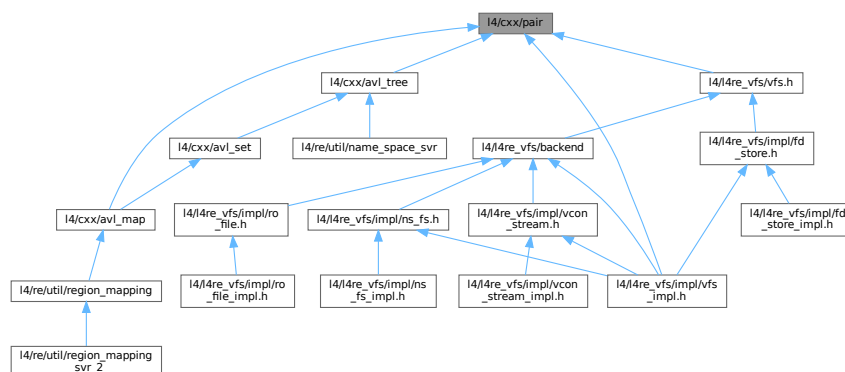 l4/cxx/pair
l4/cxx/avl_tree
l4/l4re_vfs/vfs.h
l4/cxx/avl_set
l4/re/util/name_space_svr
l4/l4re_vfs/backend
l4/l4re_vfs/impl/fd
_store.h
l4/cxx/avl_map
l4/l4re_vfs/impl/ro
_file.h
l4/l4re_vfs/impl/ns_fs.h
l4/l4re_vfs/impl/vcon
_stream.h
l4/l4re_vfs/impl/fd
_store_impl.h
l4/re/util/region_mapping
l4/l4re_vfs/impl/ro
_file_impl.h
l4/l4re_vfs/impl/ns
_fs_impl.h
l4/l4re_vfs/impl/vcon
_stream_impl.h
l4/l4re_vfs/impl/vfs
_impl.h
l4/re/util/region_mapping
_svr_2